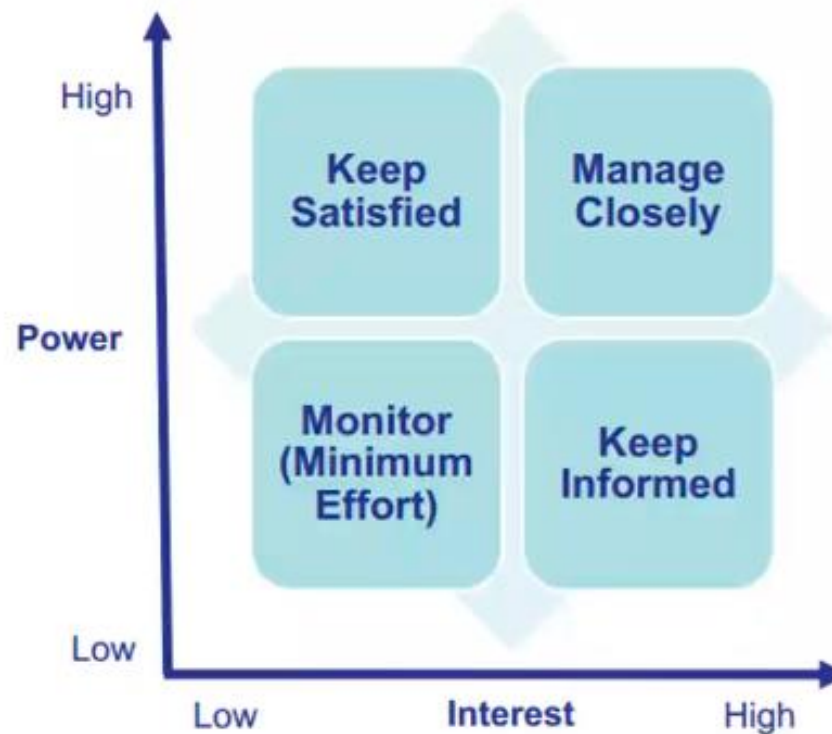 High
Keep
Satisfied
Manage
Closely
Power
Monitor
(Minimum
Effort)
Keep
Informed
Low
Low
Interest
High